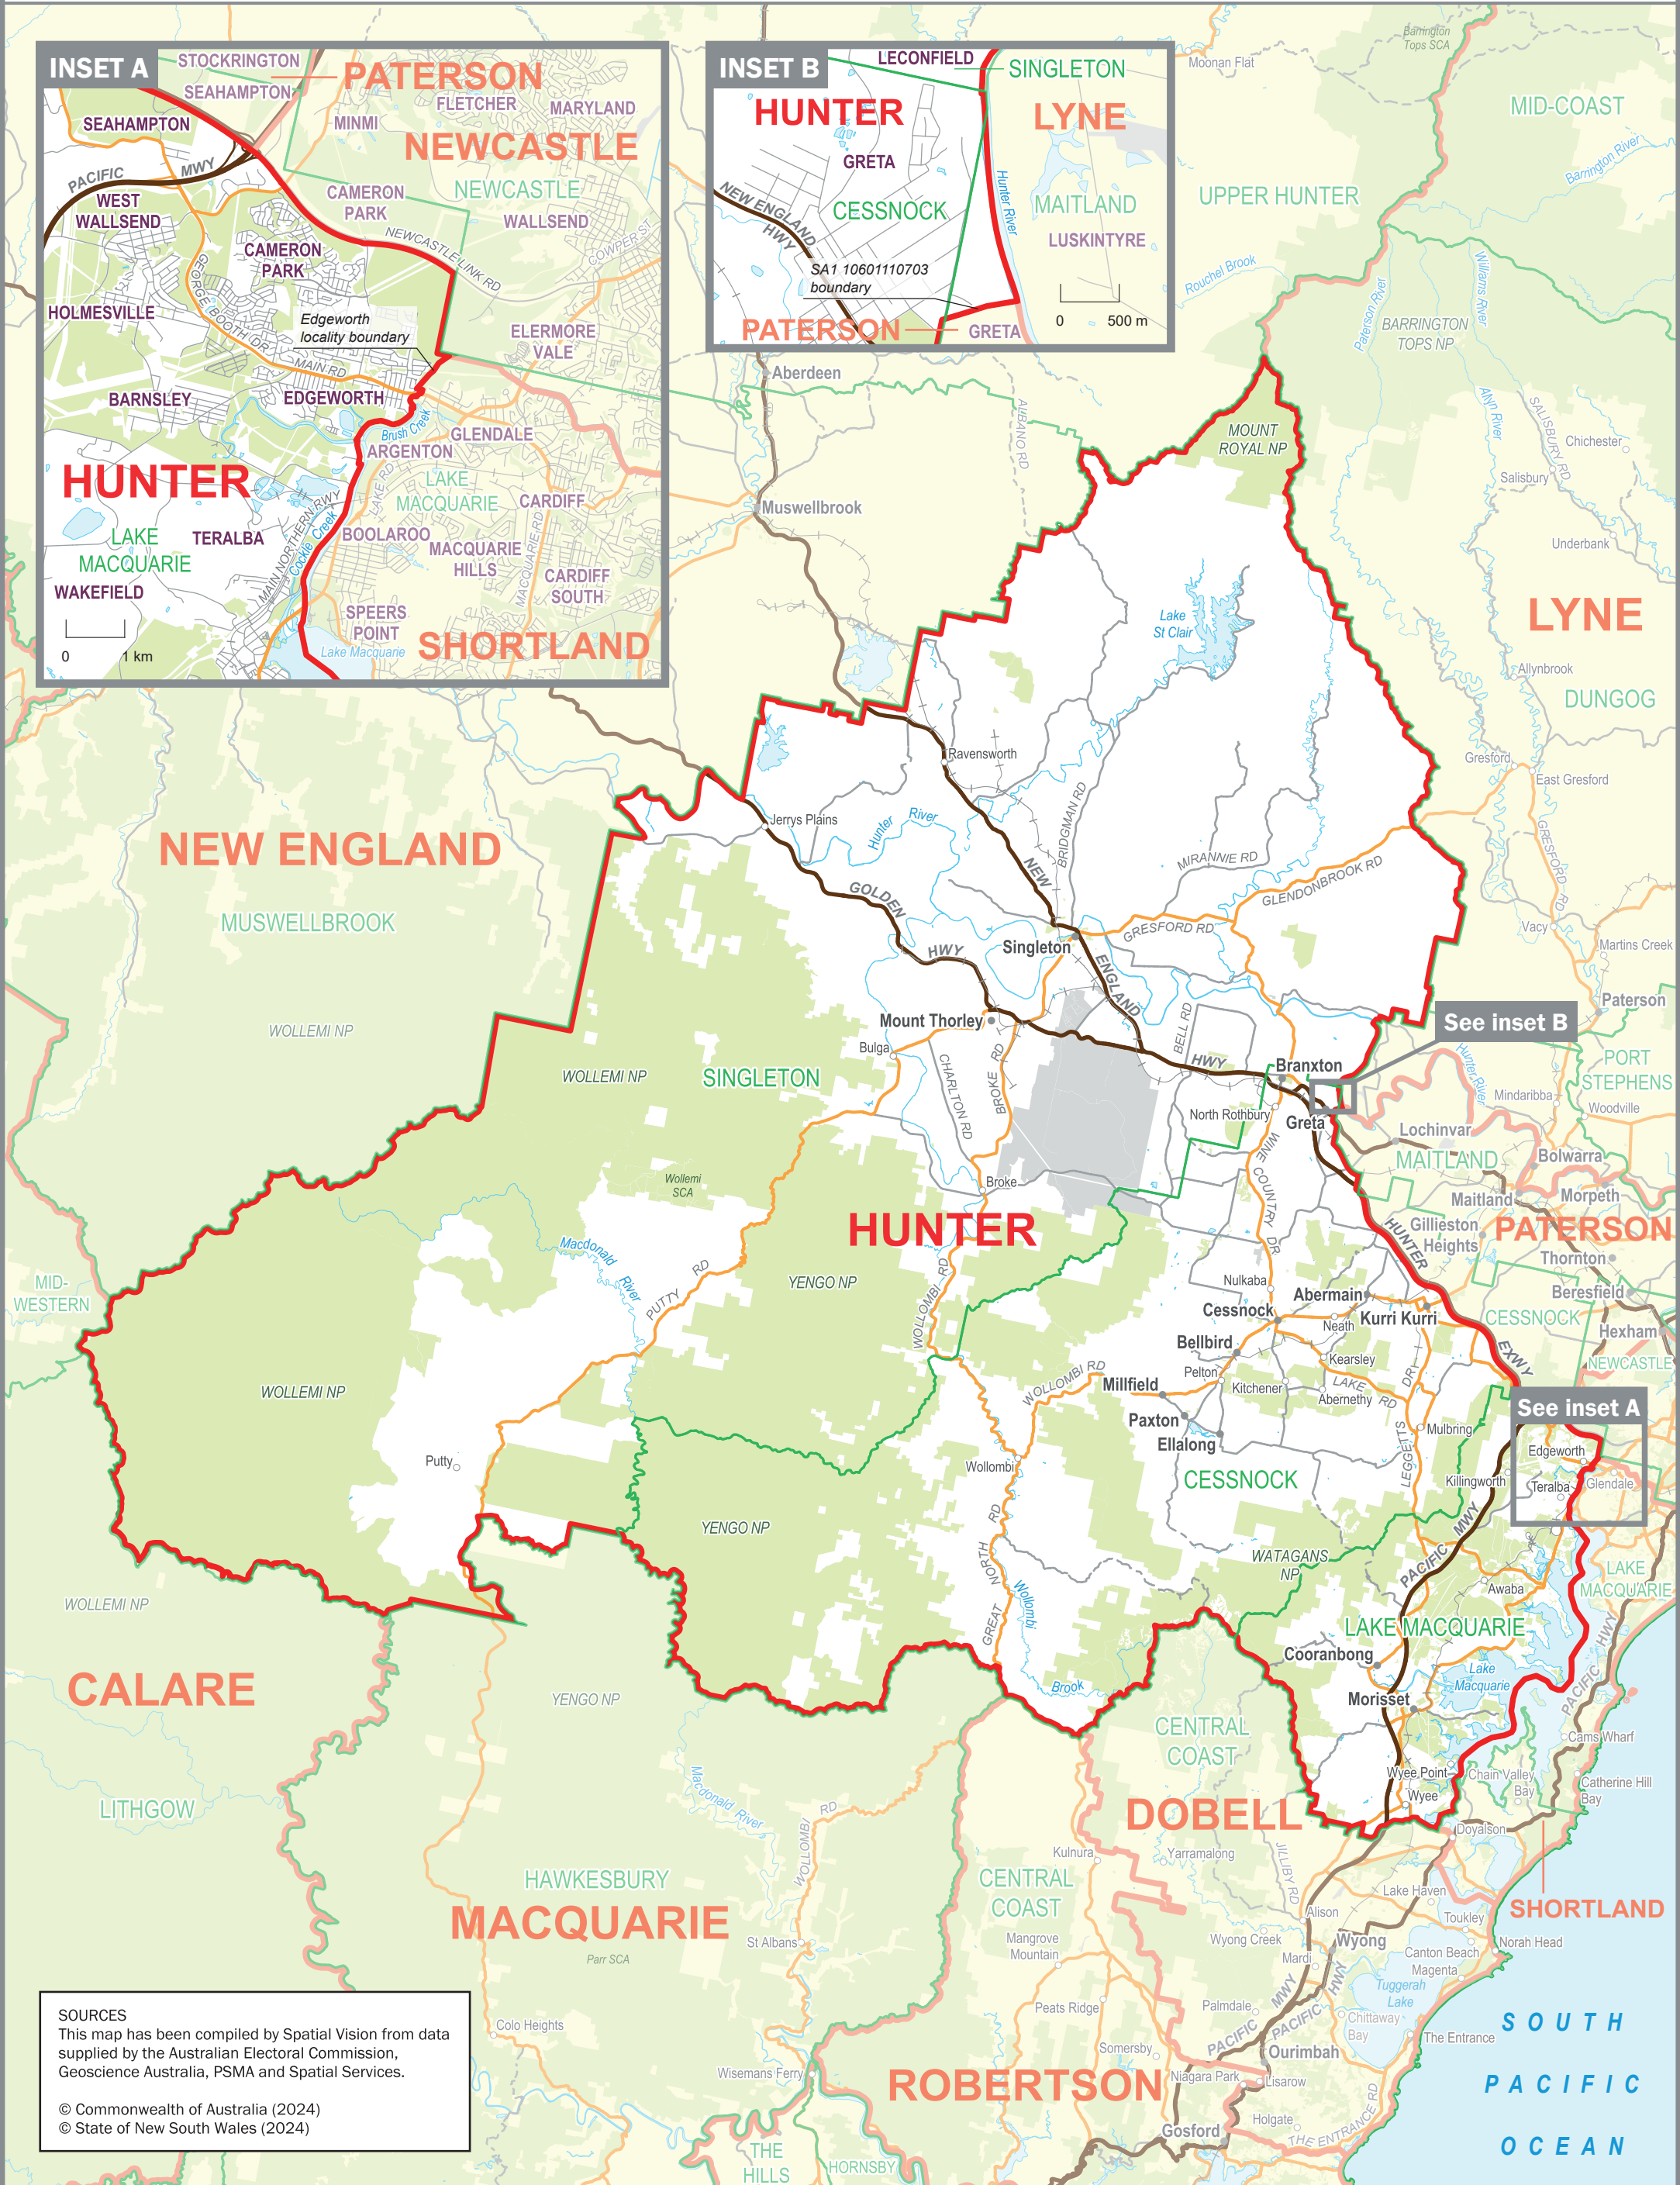 INSET A
STOCKRINGTON
SEAHAMPTON
PATERSON
FLETCHER
MARYLAND
MINMI
NEWCASTLE
SEAHAMPTON
PACIFIC MWY
WEST
WALLSEND
CAMERON
PARK
NEWCASTLE
WALLSEND
COWPER ST
NEWCASTLE LINK RD
CAMERON
PARK
GEORGE BOOTH DR
HOLMESVILLE
Edgeworth
locality boundary
ELERMORE
VALE
MAIN RD
BARNSLEY
EDGEWORTH
Brush Creek
GLENDALE
ARGENTON
HUNTER
LAKE RD
LAKE
MACQUARIE
CARDIFF
LAKE
MACQUARIE
TERALBA
MAIN NORTHERN RWY
Cockle Creek
BOOLAROO
MACQUARIE
HILLS
MACQUARIE RD
CARDIFF
SOUTH
WAKEFIELD
SPEERS
POINT
SHORTLAND
Lake Macquarie
0 1 km
INSET B
LECONFIELD
SINGLETON
HUNTER
LYNE
GRETA
NEW ENGLAND
HWY
CESSNOCK
Hunter River
MAITLAND
LUSKINTYRE
SA1 10601110703
boundary
PATERSON
GRETA
0 500 m
Barrington
Tops SCA
Moonan Flat
MID-COAST
Barrington River
UPPER HUNTER
Rouchel Brook
Paterson River
Williams River
BARRINGTON
TOPS NP
Aberdeen
ALBANO RD
Allyn River
SALISBURY RD
Chichester
MOUNT
ROYAL NP
Salisbury
Muswellbrook
Underbank
Lake
St Clair
LYNE
Allynbrook
DUNGOG
Ravensworth
Gresford
East Gresford
Jerrys Plains
Hunter River
BRIDGMAN RD
NEW ENGLAND
NEW
MUSWELLBROOK
MIRANNIE RD
GLENDONBROOK RD
GRESFORD RD
GOLDEN
HWY
GRESFORD RD
Vacy
Singleton
ENGLAND
Martins Creek
WOLLEMI NP
Mount Thorley
Paterson
See inset B
Bulga
BELL RD
HWY
Hunter River
PORT
STEPHENS
WOLLEMI NP
SINGLETON
CHARLTON RD
BROKE RD
Branxton
Mindaribba
Woodville
North Rothbury
Greta
Lochinvar
MAITLAND
Bolwarra
Wollemi
SCA
Broke
WINE COUNTRY DR
Maitland
Morpeth
HUNTER
Gillieston
Heights
PATERSON
Thornton
Macdonald River
PUTTY RD
YENGO NP
WOLLOMBI RD
Nulkaba
HUNTER
Beresfield
MID-
WESTERN
Abermain
Cessnock
Kurri Kurri
CESSNOCK
Neath
Hexham
Bellbird
Kearsley
EXWY
NEWCASTLE
WOLLEMI NP
WOLLOMBI RD
Pelton
Millfield
Kitchener
LAKE RD
Abernethy
DR
See inset A
Paxton
Ellalong
Mulbring
Edgeworth
Putty
Wollombi
CESSNOCK
LEGGETTS
Killingworth
Teralba
Glendale
YENGO NP
GREAT NORTH RD
WATAGANS
NP
PACIFIC MWY
LAKE
MACQUARIE
Awaba
WOLLEMI NP
Wollombi
Brook
LAKE MACQUARIE
Cooranbong
Lake
Macquarie
PACIFIC HWY
CALARE
YENGO NP
Morisset
CENTRAL
COAST
Cams Wharf
Wyee Point
Wyee
Chain Valley
Bay
Catherine Hill
Bay
LITHGOW
Macdonald River
WOLLOMBI RD
DOBELL
Doyalson
Kulnura
Yarramalong
JILLIBY RD
HAWKESBURY
MACQUARIE
CENTRAL
COAST
Lake Haven
SHORTLAND
Alison
Toukley
St Albans
Mangrove
Mountain
Wyong Creek
Wyong
Norah Head
Mardi
Canton Beach
Magenta
Parr SCA
Tuggerah
Lake
MWY
HWY
Peats Ridge
Palmdale
Chittaway
Bay
The Entrance
SOUTH
PACIFIC
OCEAN
Colo Heights
PACIFIC
PACIFIC
Ourimbah
Somersby
Wisemans Ferry
ROBERTSON
Niagara Park
Lisarow
Holgate
THE ENTRANCE RD
Gosford
THE
HILLS
HORNSBY
SOURCES
This map has been compiled by Spatial Vision from data
supplied by the Australian Electoral Commission,
Geoscience Australia, PSMA and Spatial Services.
© Commonwealth of Australia (2024)
© State of New South Wales (2024)